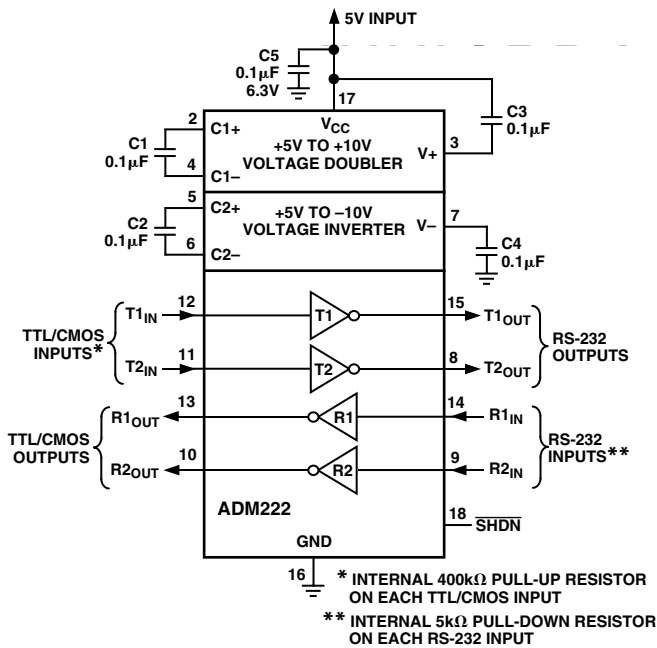 5V INPUT
C5
0.1μF
6.3V
17
C3
0.1μF
2
C1+
VCC
C1
0.1μF
+5V TO +10V
VOLTAGE DOUBLER
V+
3
4
C1–
5
C2+
+5V TO –10V
VOLTAGE INVERTER
V–
7
C2
0.1μF
6
C2–
C4
0.1μF
TTL/CMOS
INPUTS*
T1IN
12
T1
15
T1OUT
RS-232
OUTPUTS
T2IN
11
T2
8
T2OUT
TTL/CMOS
OUTPUTS
R1OUT
13
R1
14
R1IN
RS-232
INPUTS**
R2OUT
10
R2
9
R2IN
ADM222
18
SHDN
GND
16
* INTERNAL 400kΩ PULL-UP RESISTOR
ON EACH TTL/CMOS INPUT
** INTERNAL 5kΩ PULL-DOWN RESISTOR
ON EACH RS-232 INPUT